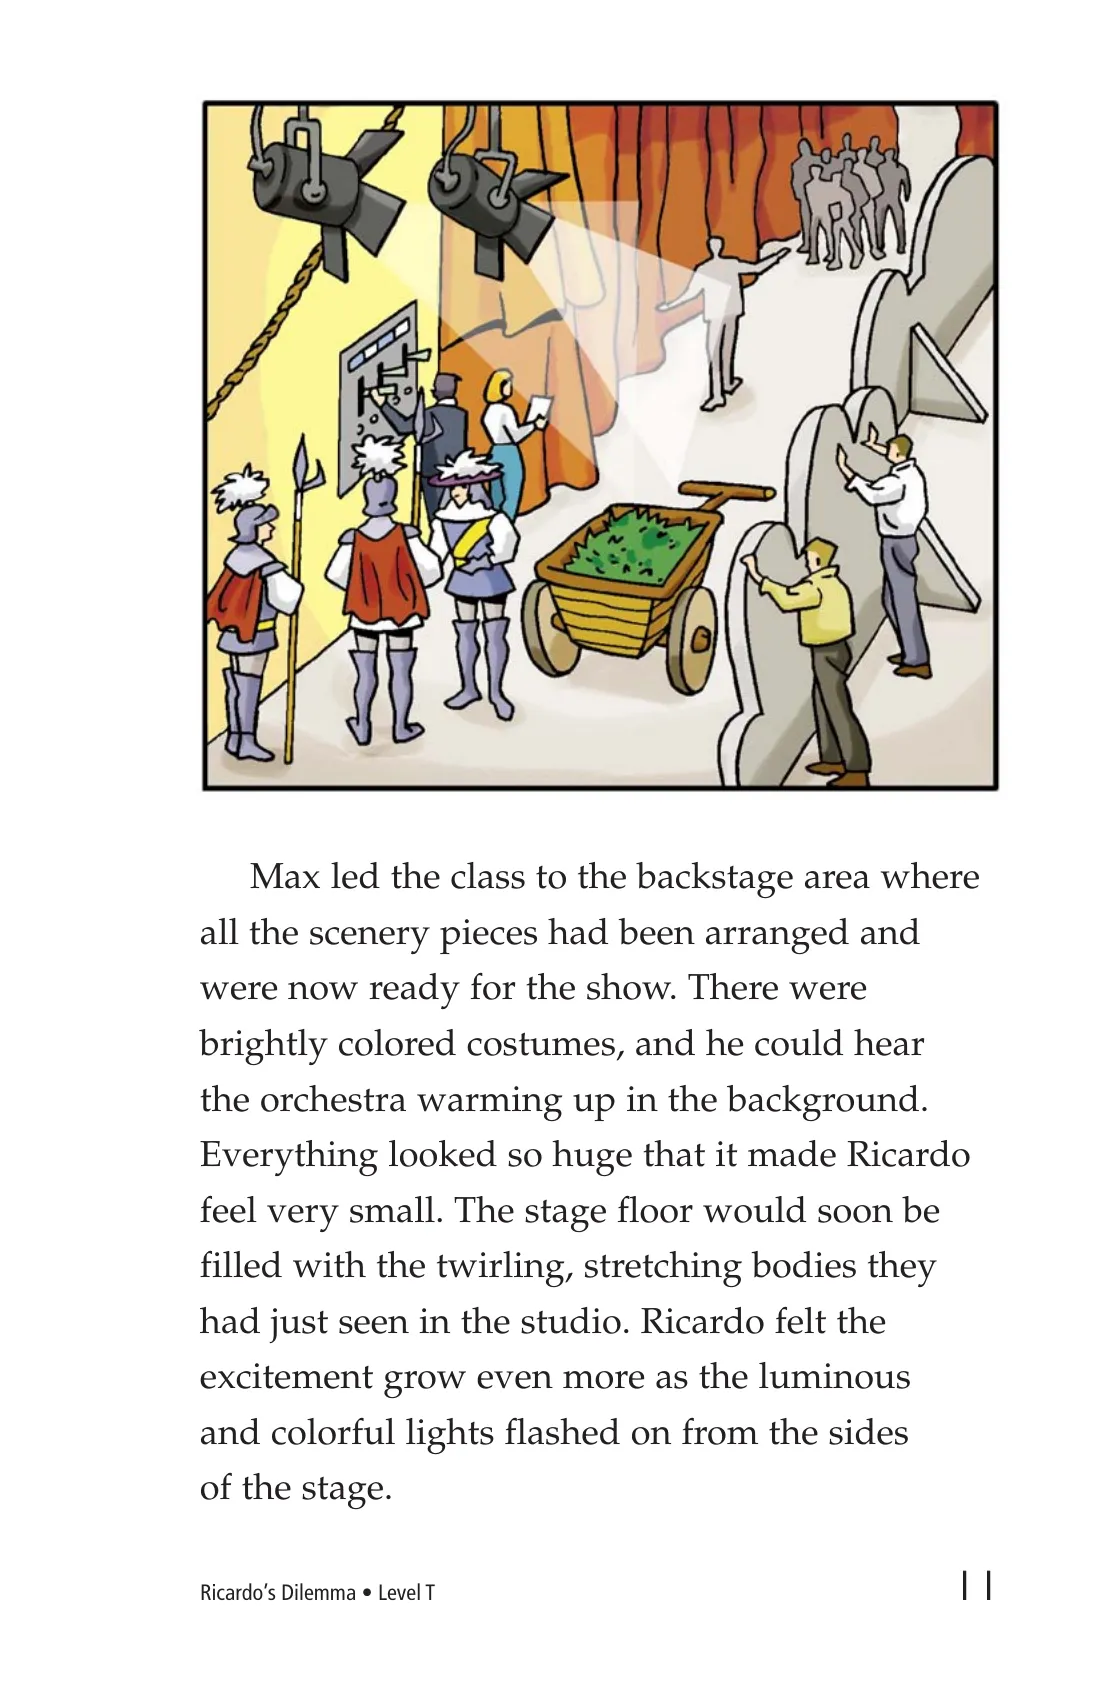 Max led the class to the backstage area where
all the scenery pieces had been arranged and
were now ready for the show. There were
brightly colored costumes, and he could hear
the orchestra warming up in the background.
Everything looked so huge that it made Ricardo
feel very small. The stage floor would soon be
filled with the twirling, stretching bodies they
had just seen in the studio. Ricardo felt the
excitement grow even more as the luminous
and colorful lights flashed on from the sides
of the stage.
Ricardo’s Dilemma • Level T
11